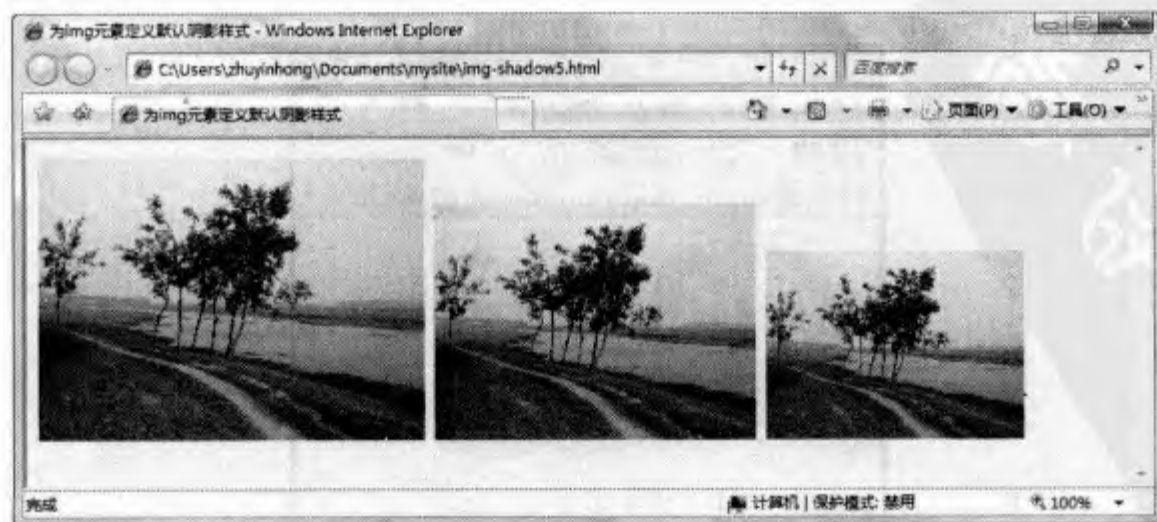 为img元素定义默认阴影样式 - Windows Internet Explorer
C:\Users\zhuyinhong\Documents\mysite\img-shadow5.html
百度搜索
为img元素定义默认阴影样式
页面(P)
工具(O)
完成
计算机 | 保护模式: 禁用
100%